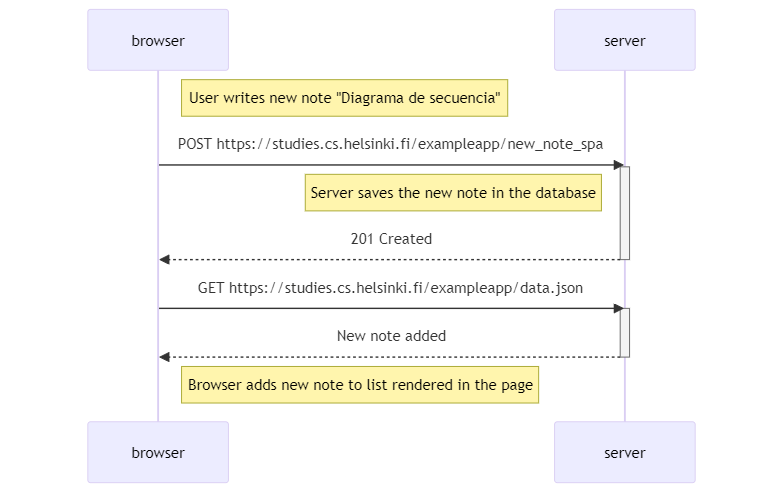 browser
server
User writes new note "Diagrama de secuencia"
POST https://studies.cs.helsinki.fi/exampleapp/new_note_spa
Server saves the new note in the database
201 Created
GET https://studies.cs.helsinki.fi/exampleapp/data.json
New note added
Browser adds new note to list rendered in the page
browser
server